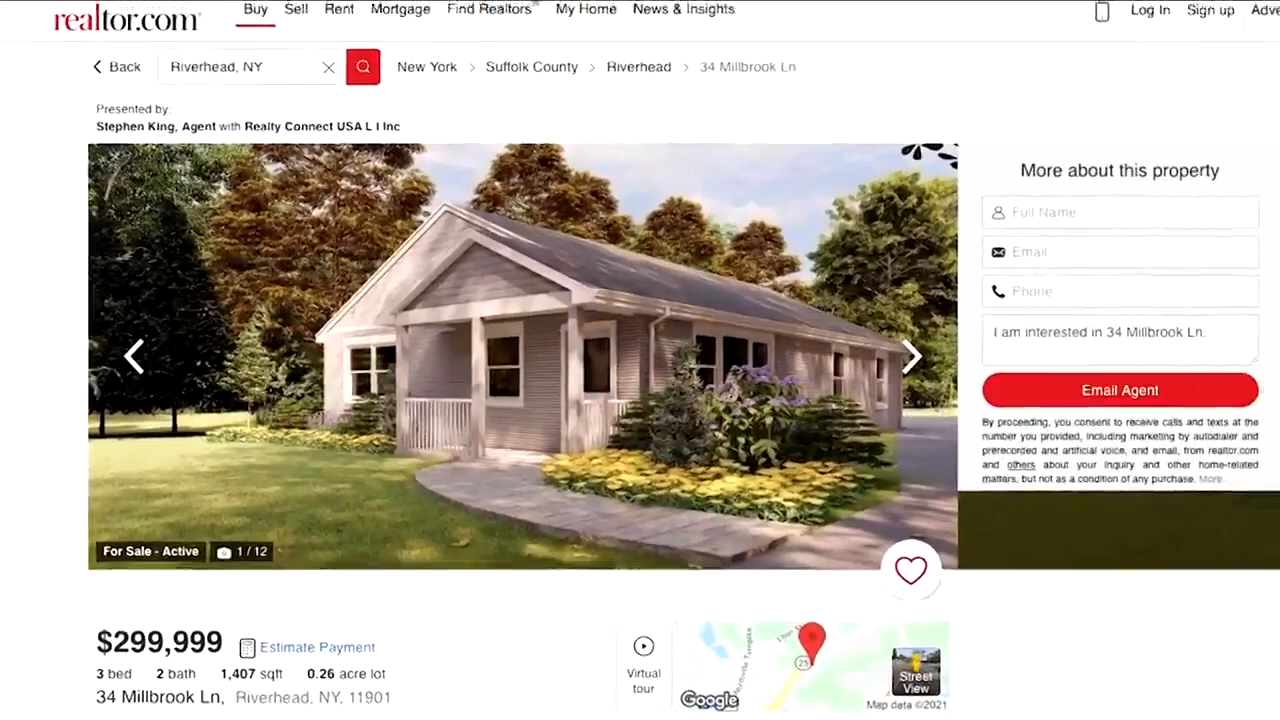 realtor.com®
Buy Sell Rent Mortgage Find Realtors® My Home News & Insights
Log In Sign up Adve
Back
Riverhead, NY
New York > Suffolk County > Riverhead > 34 Millbrook Ln
Presented by:
Stephen King, Agent with Realty Connect USA L I Inc
More about this property
Full Name
Email
Phone
I am interested in 34 Millbrook Ln.
Email Agent
By proceeding, you consent to receive calls and texts at the
number you provided, including marketing by autodialer and
prerecorded and artificial voice, and email, from realtor.com
and others about your inquiry and other home-related
matters, but not as a condition of any purchase. More...
For Sale - Active
1 / 12
$299,999
Estimate Payment
3 bed 2 bath 1,407 sqft 0.26 acre lot
34 Millbrook Ln, Riverhead, NY, 11901
Virtual
tour
Northville Turnpike
25
Google
Street
View
Map data ©2021